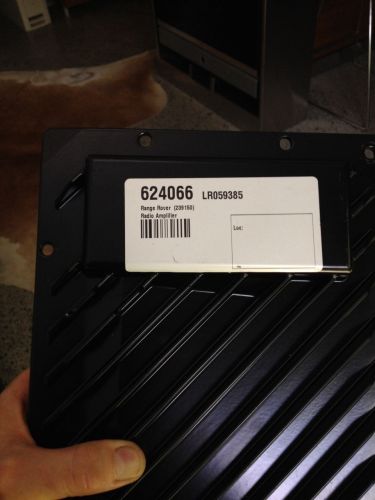 624066 LR059385
Range Rover (239150)
Radio Amplifier
Loc: